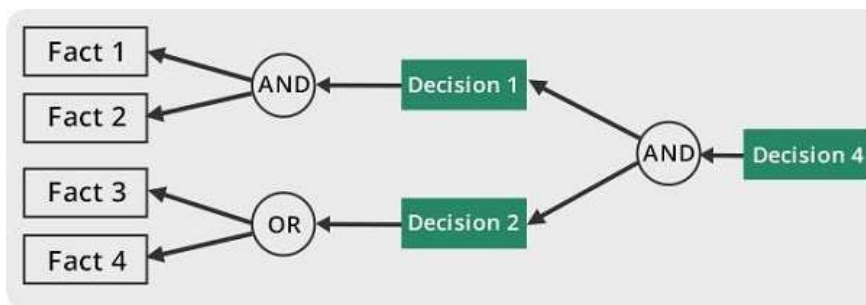 Fact 1
Fact 2
AND
Decision 1
Fact 3
Fact 4
OR
Decision 2
AND
Decision 4